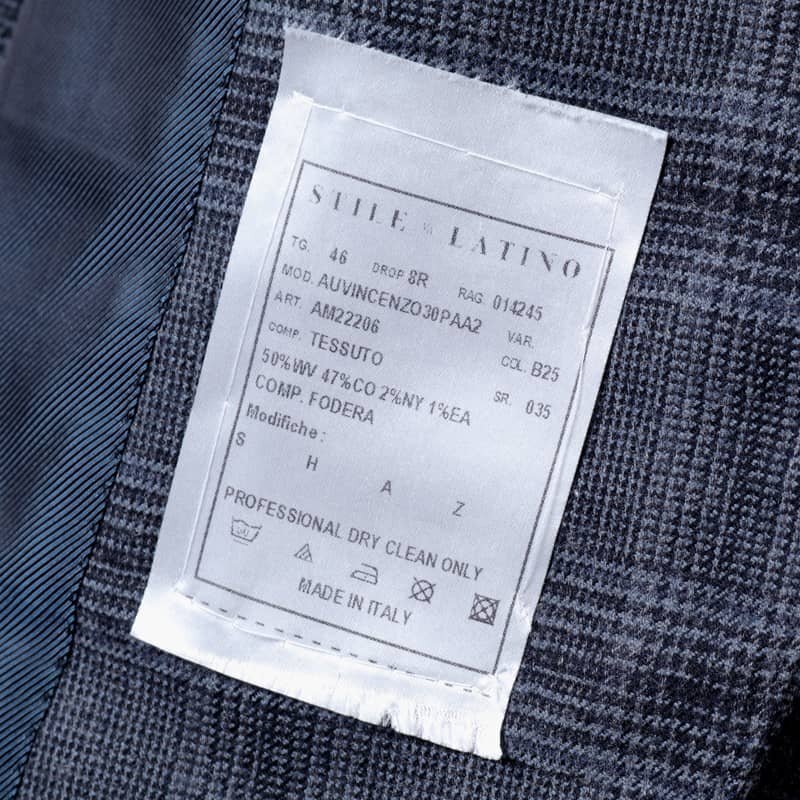 STILE LATINO
TG. 46 DROP 8R RAG. 014245
MOD. AUVINCENZO30PAA2 VAR.
ART. AM22206 COL. B25
COMP. TESSUTO SR. 035
50%WV 47%CO 2%NY 1%EA
COMP. FODERA
Modifiche :
S H A Z
PROFESSIONAL DRY CLEAN ONLY
MADE IN ITALY